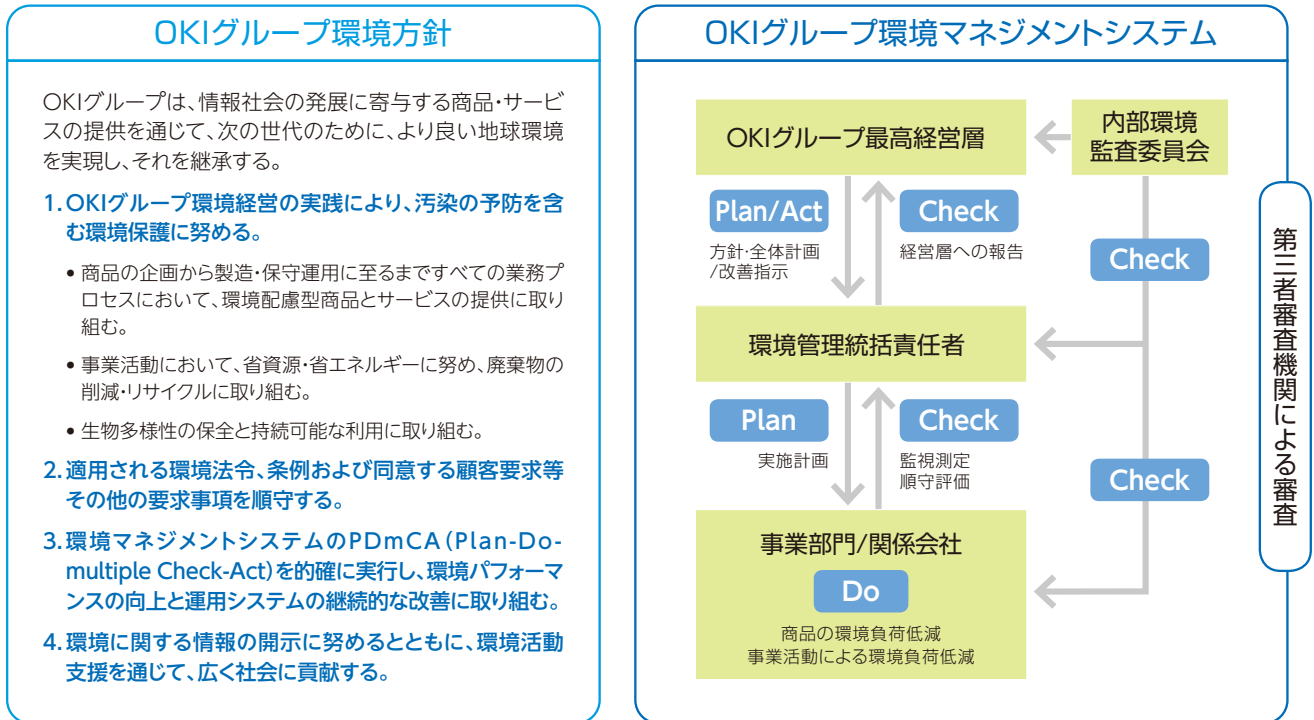 OKIグループ環境方針
OKIグループは、情報社会の発展に寄与する商品・サービ
スの提供を通じて、次の世代のために、より良い地球環境
を実現し、それを継承する。
1.OKIグループ環境経営の実践により、汚染の予防を含
む環境保護に努める。
• 商品の企画から製造・保守運用に至るまですべての業務プ
ロセスにおいて、環境配慮型商品とサービスの提供に取り
組む。
• 事業活動において、省資源・省エネルギーに努め、廃棄物の
削減・リサイクルに取り組む。
• 生物多様性の保全と持続可能な利用に取り組む。
2.適用される環境法令、条例および同意する顧客要求等
その他の要求事項を順守する。
3.環境マネジメントシステムのPDmCA(Plan-Do-
multiple Check-Act)を的確に実行し、環境パフォーマ
ンスの向上と運用システムの継続的な改善に取り組む。
4.環境に関する情報の開示に努めるとともに、環境活動
支援を通じて、広く社会に貢献する。
OKIグループ環境マネジメントシステム
OKIグループ最高経営層
内部環境
監査委員会
Plan/Act
方針・全体計画
/改善指示
Check
経営層への報告
Check
環境管理統括責任者
Plan
実施計画
Check
監視測定
順守評価
Check
事業部門/関係会社
Do
商品の環境負荷低減
事業活動による環境負荷低減
第三者審査機関による審査